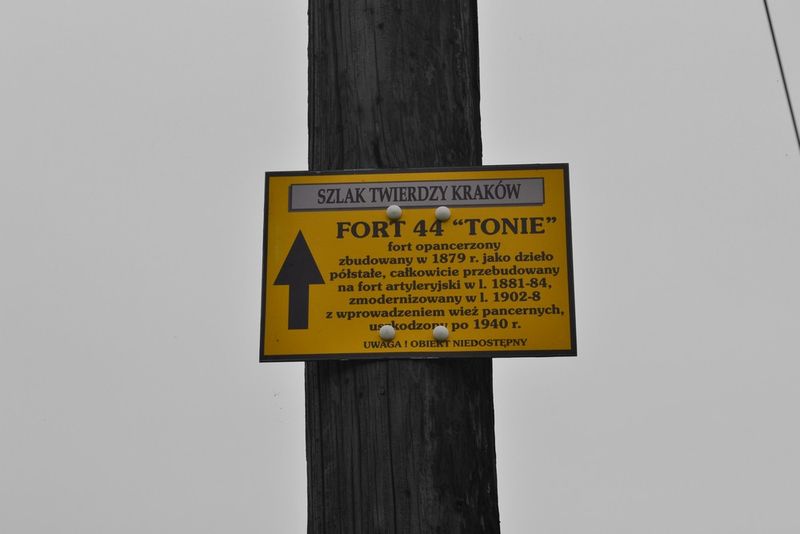 SZLAK TWIERDZY KRAKÓW
FORT 44 “TONIE”
fort opancerzony
zbudowany w 1879 r. jako dzieło
półstałe, całkowicie przebudowany
na fort artyleryjski w l. 1881-84,
zmodernizowany w l. 1902-8
z wprowadzeniem wież pancernych,
uszkodzony po 1940 r.
UWAGA ! OBIEKT NIEDOSTĘPNY